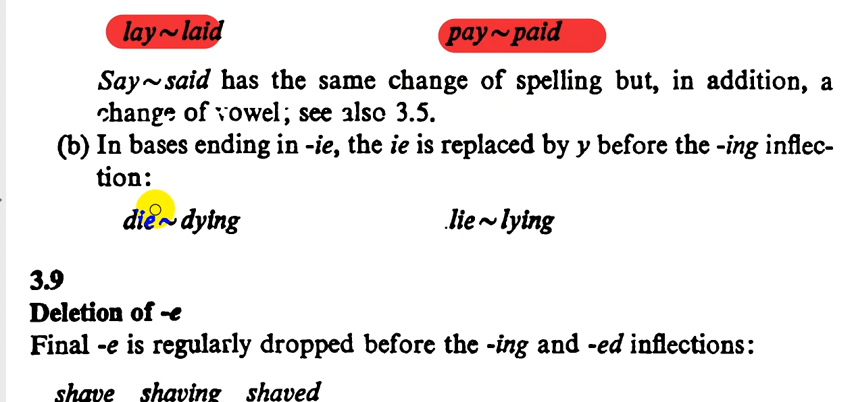 lay~laid pay~paid
Say~said has the same change of spelling but, in addition, a
change of vowel; see also 3.5.
(b) In bases ending in -ie, the ie is replaced by y before the -ing inflec-
tion:
die~dying .lie~lying
3.9
Deletion of -e
Final -e is regularly dropped before the -ing and -ed inflections:
shave shaving shaved